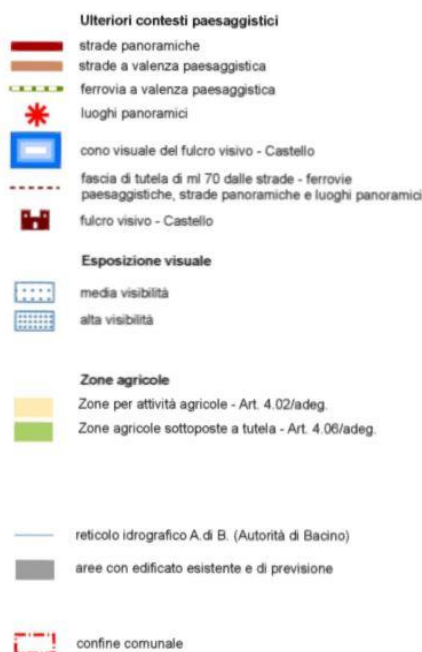 Ulteriori contesti paesaggistici
strade panoramiche
strade a valenza paesaggistica
ferrovia a valenza paesaggistica
luoghi panoramici
cono visuale del fulcro visivo - Castello
fascia di tutela di ml 70 dalle strade - ferrovie
paesaggistiche, strade panoramiche e luoghi panoramici
fulcro visivo - Castello
Esposizione visuale
media visibilità
alta visibilità
Zone agricole
Zone per attività agricole - Art. 4.02/adeg.
Zone agricole sottoposte a tutela - Art. 4.06/adeg.
reticolo idrografico A.di B. (Autorità di Bacino)
aree con edificato esistente e di previsione
confine comunale